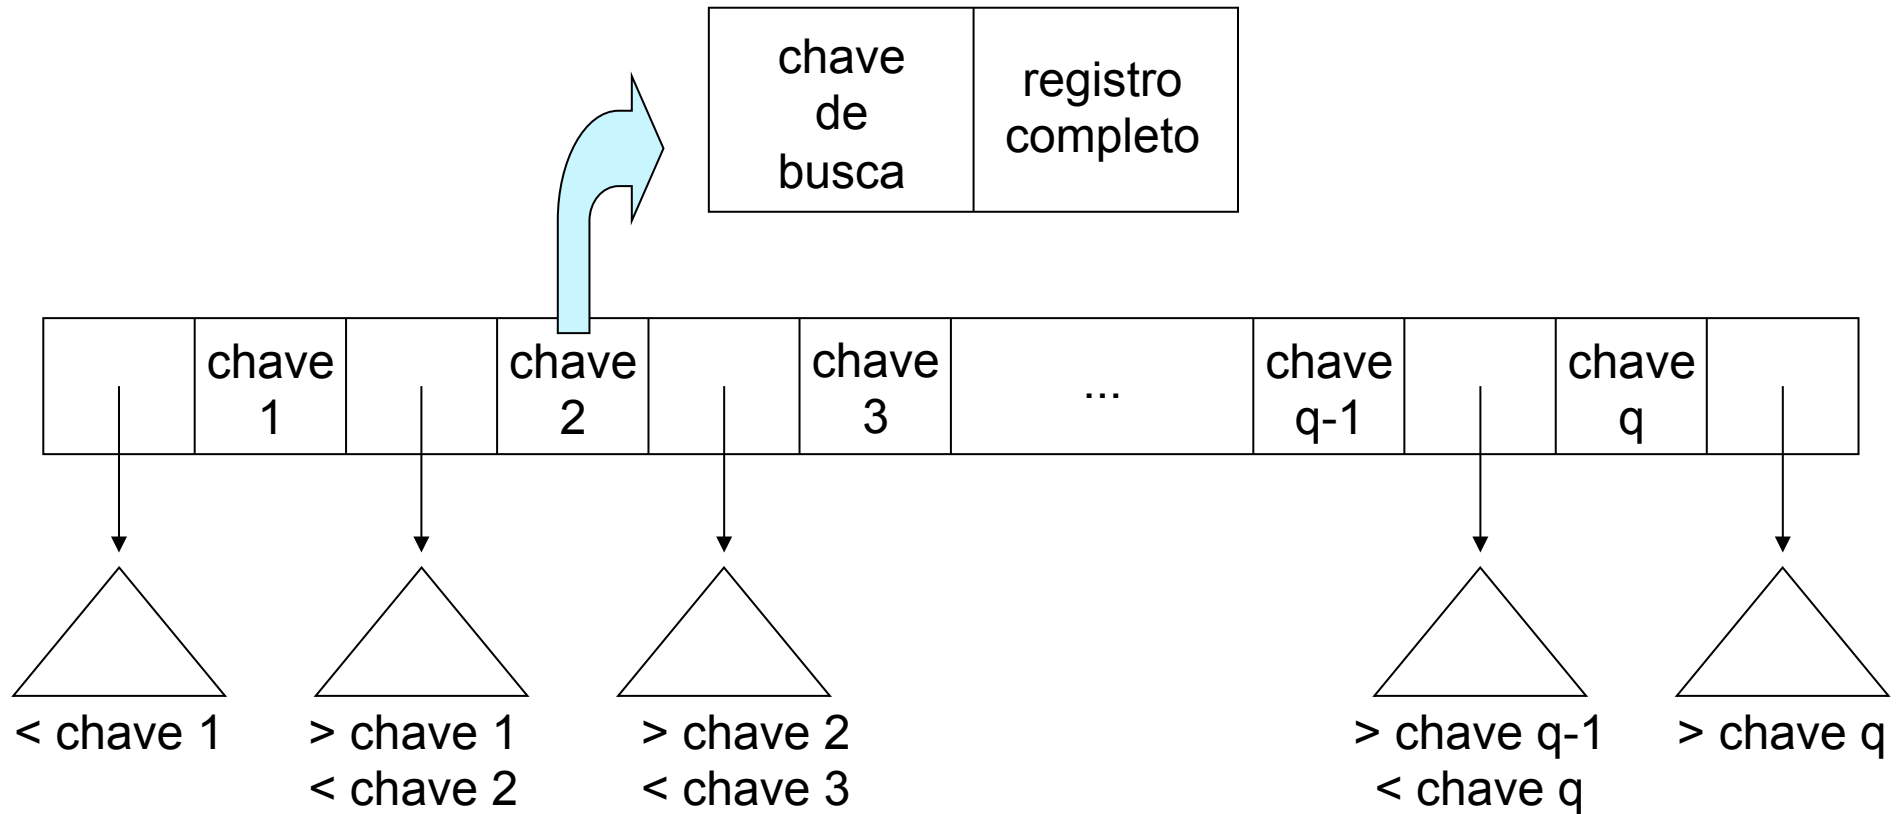 chave
de
busca
registro
completo
chave
1
chave
2
chave
3
...
chave
q-1
chave
q
< chave 1
> chave 1
< chave 2
> chave 2
< chave 3
> chave q-1
< chave q
> chave q